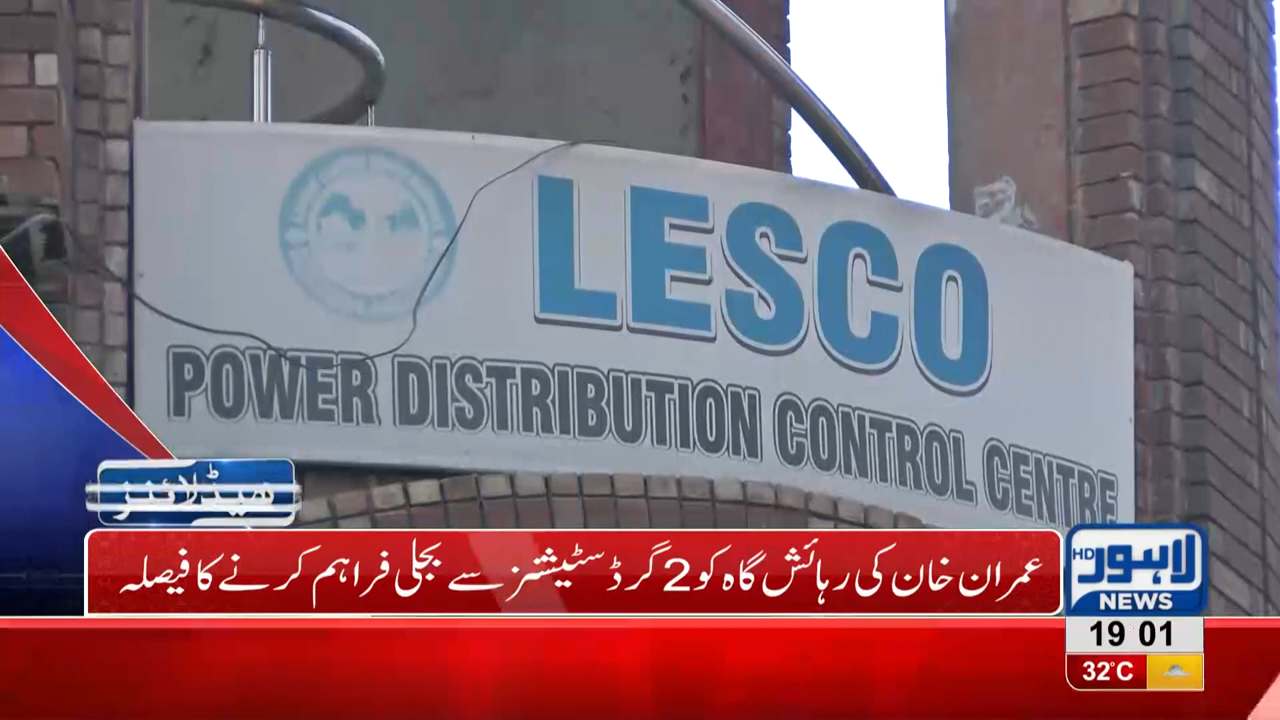 LESCO
POWER DISTRIBUTION CONTROL CENTRE
ہیڈلائنز
عمران خان کی رہائش گاہ کو 2 گرڈ سٹیشنز سے بجلی فراہم کرنے کا فیصلہ
لاہور HD
NEWS
19 01
32°C